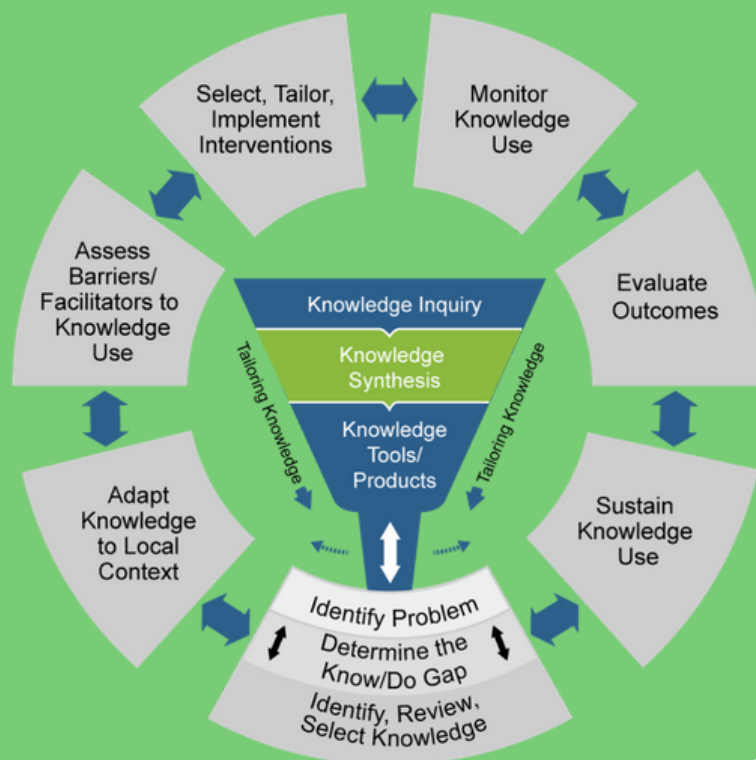 Select, Tailor,
Implement
Interventions
Monitor
Knowledge
Use
Assess
Barriers/
Facilitators to
Knowledge
Use
Evaluate
Outcomes
Knowledge Inquiry
Knowledge
Synthesis
Knowledge
Tools/
Products
Tailoring Knowledge
Tailoring Knowledge
Adapt
Knowledge
to Local
Context
Sustain
Knowledge
Use
Identify Problem
Determine the
Know/Do Gap
Identify, Review,
Select Knowledge